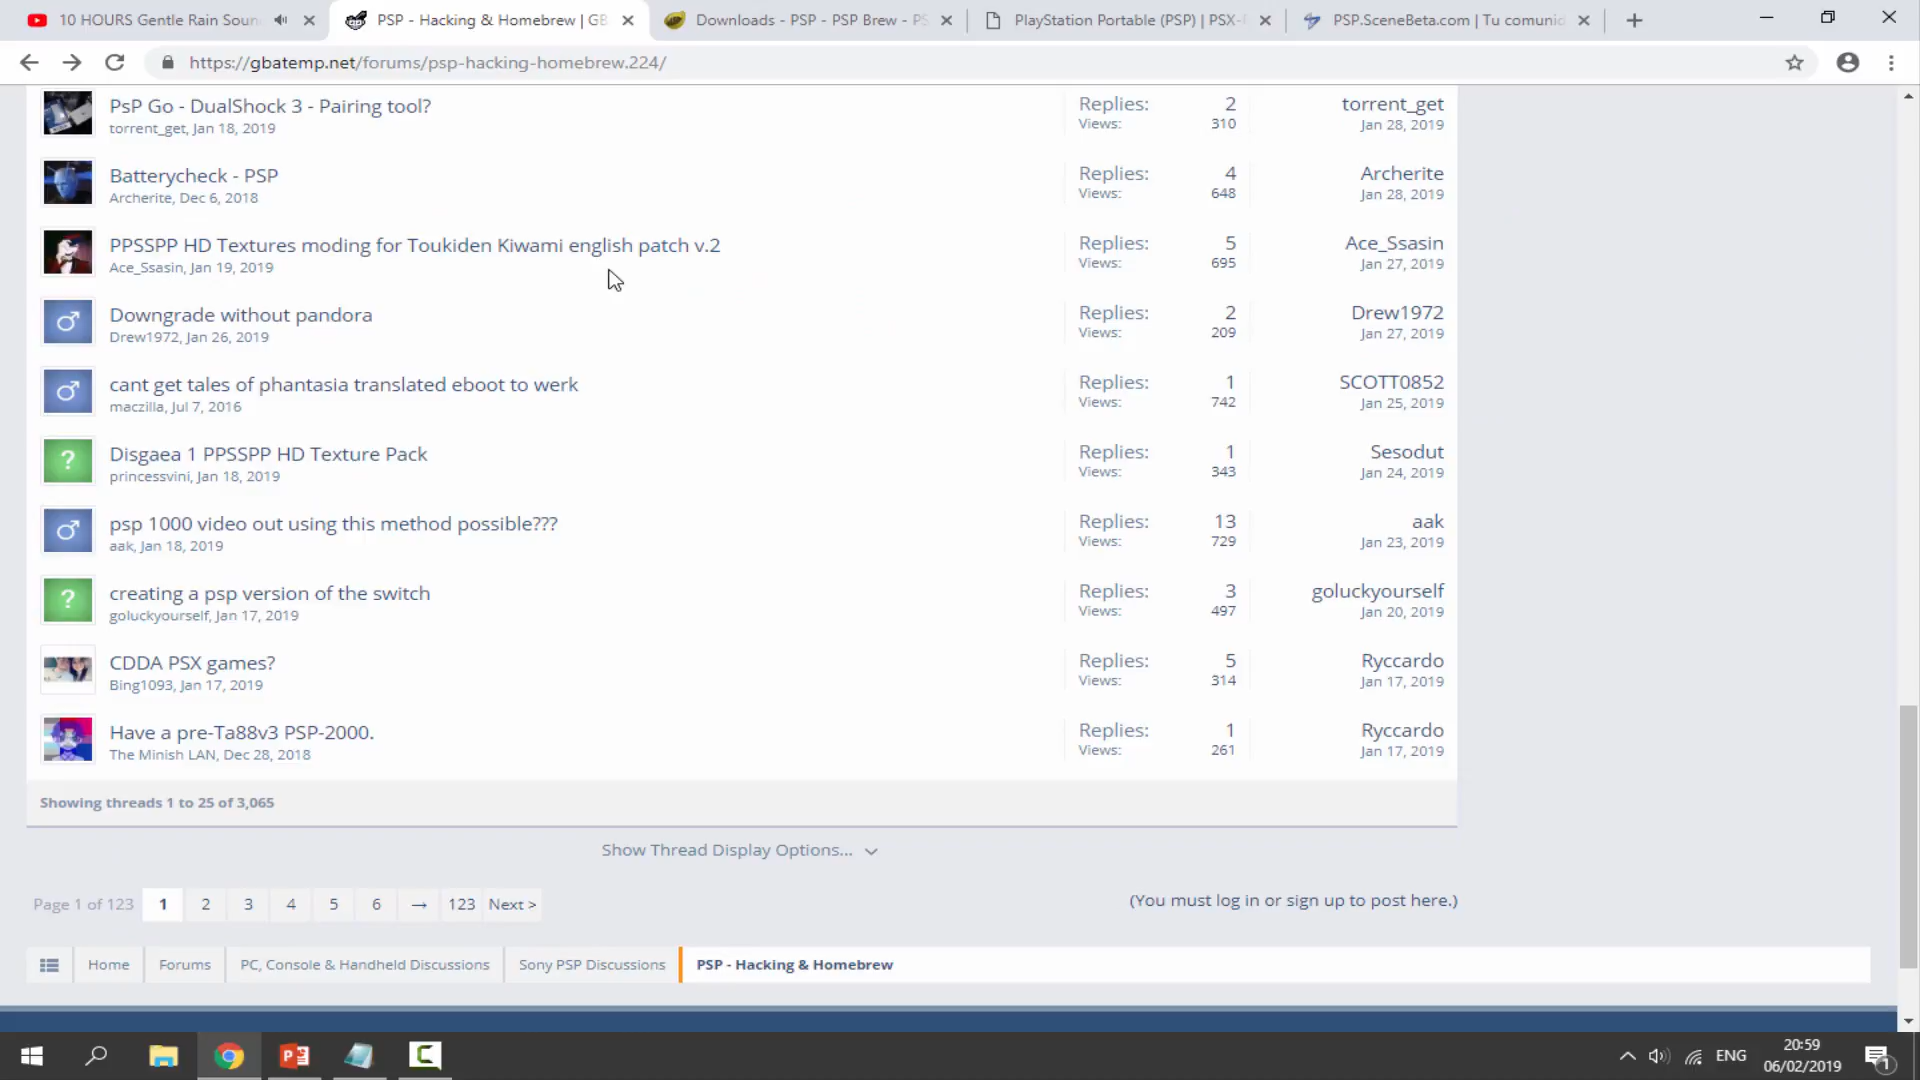 10 HOURS Gentle Rain Soun
PSP - Hacking & Homebrew | GB
Downloads - PSP - PSP Brew - PS
PlayStation Portable (PSP) | PSX-
PSP.SceneBeta.com | Tu comunid
https://gbatemp.net/forums/psp-hacking-homebrew.224/
PsP Go - DualShock 3 - Pairing tool?
torrent_get, Jan 18, 2019
Replies: 2
Views: 310
torrent_get
Jan 28, 2019
Batterycheck - PSP
Archerite, Dec 6, 2018
Replies: 4
Views: 648
Archerite
Jan 28, 2019
PPSSPP HD Textures moding for Toukiden Kiwami english patch v.2
Ace_Ssasin, Jan 19, 2019
Replies: 5
Views: 695
Ace_Ssasin
Jan 27, 2019
Downgrade without pandora
Drew1972, Jan 26, 2019
Replies: 2
Views: 209
Drew1972
Jan 27, 2019
cant get tales of phantasia translated eboot to werk
maczilla, Jul 7, 2016
Replies: 1
Views: 742
SCOTT0852
Jan 25, 2019
Disgaea 1 PPSSPP HD Texture Pack
princessvini, Jan 18, 2019
Replies: 1
Views: 343
Sesodut
Jan 24, 2019
psp 1000 video out using this method possible???
aak, Jan 18, 2019
Replies: 13
Views: 729
aak
Jan 23, 2019
creating a psp version of the switch
goluckyourself, Jan 17, 2019
Replies: 3
Views: 497
goluckyourself
Jan 20, 2019
CDDA PSX games?
Bing1093, Jan 17, 2019
Replies: 5
Views: 314
Ryccardo
Jan 17, 2019
Have a pre-Ta88v3 PSP-2000.
The Minish LAN, Dec 28, 2018
Replies: 1
Views: 261
Ryccardo
Jan 17, 2019
Showing threads 1 to 25 of 3,065
Show Thread Display Options...
Page 1 of 123 1 2 3 4 5 6 → 123 Next >
(You must log in or sign up to post here.)
Home Forums PC, Console & Handheld Discussions Sony PSP Discussions PSP - Hacking & Homebrew
ENG
20:59
06/02/2019
1